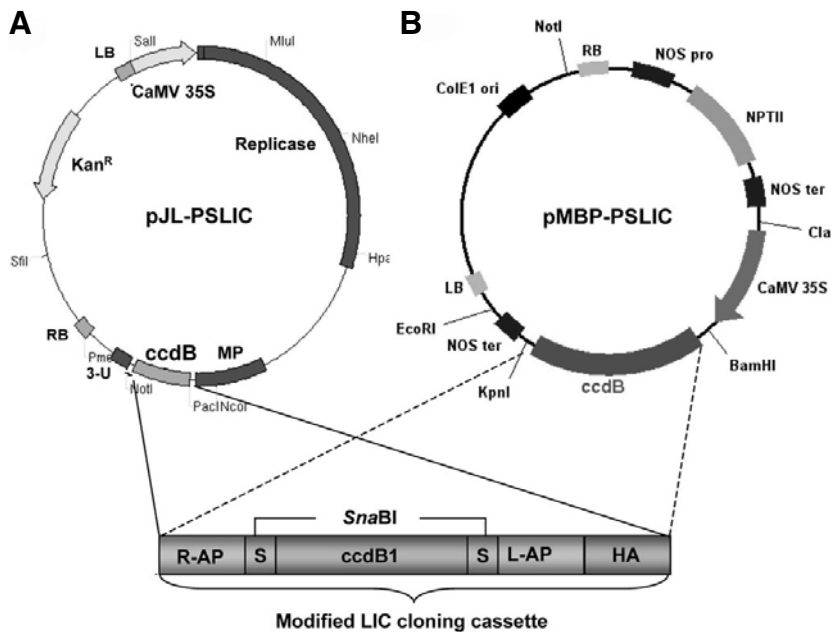 A
LB
SalI
MluI
CaMV 35S
Replicase
NheI
Kan^R
pJL-PSLIC
Hpa
SfiI
RB
Pme
3-U
ccdB
MP
NotI
PacI
NcoI
B
NotI
RB
NOS pro
ColE1 ori
NPTII
NOS ter
pMBP-PSLIC
Cla
CaMV 35S
LB
EcoRI
NOS ter
KpnI
ccdB
BamHI
SnaBI
R-AP
S
ccdB1
S
L-AP
HA
Modified LIC cloning cassette